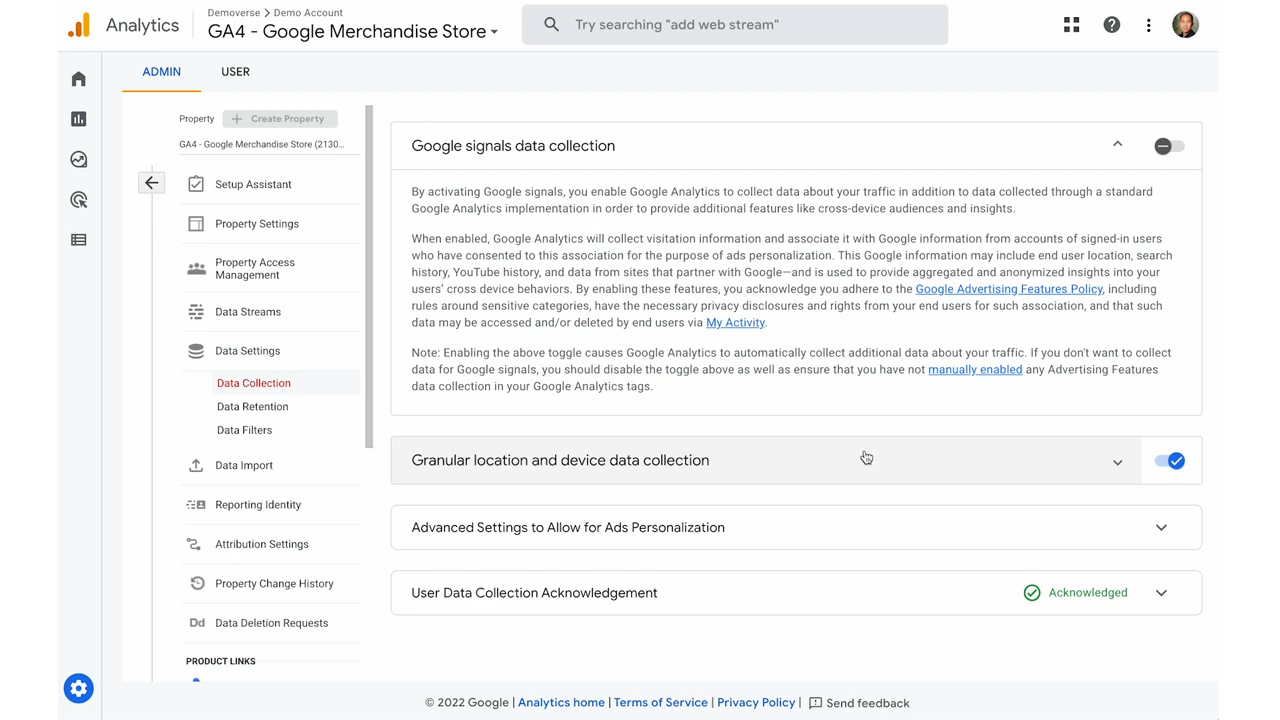 Analytics
Demoverse > Demo Account
GA4 - Google Merchandise Store
Try searching "add web stream"
ADMIN
USER
Property
+ Create Property
GA4 - Google Merchandise Store (2130...
Setup Assistant
Property Settings
Property Access
Management
Data Streams
Data Settings
Data Collection
Data Retention
Data Filters
Data Import
Reporting Identity
Attribution Settings
Property Change History
Dd Data Deletion Requests
PRODUCT LINKS
Google signals data collection
By activating Google signals, you enable Google Analytics to collect data about your traffic in addition to data collected through a standard
Google Analytics implementation in order to provide additional features like cross-device audiences and insights.
When enabled, Google Analytics will collect visitation information and associate it with Google information from accounts of signed-in users
who have consented to this association for the purpose of ads personalization. This Google information may include end user location, search
history, YouTube history, and data from sites that partner with Google—and is used to provide aggregated and anonymized insights into your
users' cross device behaviors. By enabling these features, you acknowledge you adhere to the Google Advertising Features Policy, including
rules around sensitive categories, have the necessary privacy disclosures and rights from your end users for such association, and that such
data may be accessed and/or deleted by end users via My Activity.
Note: Enabling the above toggle causes Google Analytics to automatically collect additional data about your traffic. If you don't want to collect
data for Google signals, you should disable the toggle above as well as ensure that you have not manually enabled any Advertising Features
data collection in your Google Analytics tags.
Granular location and device data collection
Advanced Settings to Allow for Ads Personalization
User Data Collection Acknowledgement
Acknowledged
© 2022 Google | Analytics home | Terms of Service | Privacy Policy | Send feedback